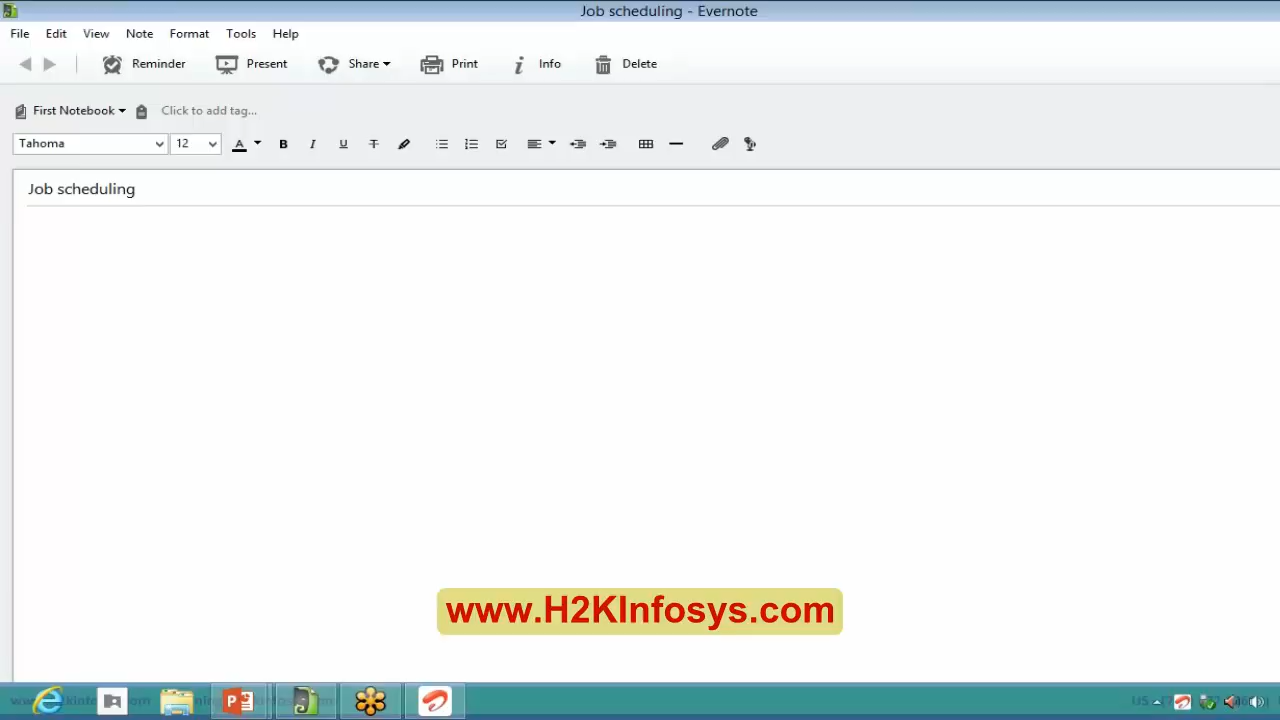 Job scheduling - Evernote
File Edit View Note Format Tools Help
Reminder Present Share Print Info Delete
First Notebook Click to add tag...
Tahoma 12 A B I U T
Job scheduling
www.H2KInfosys.com
US